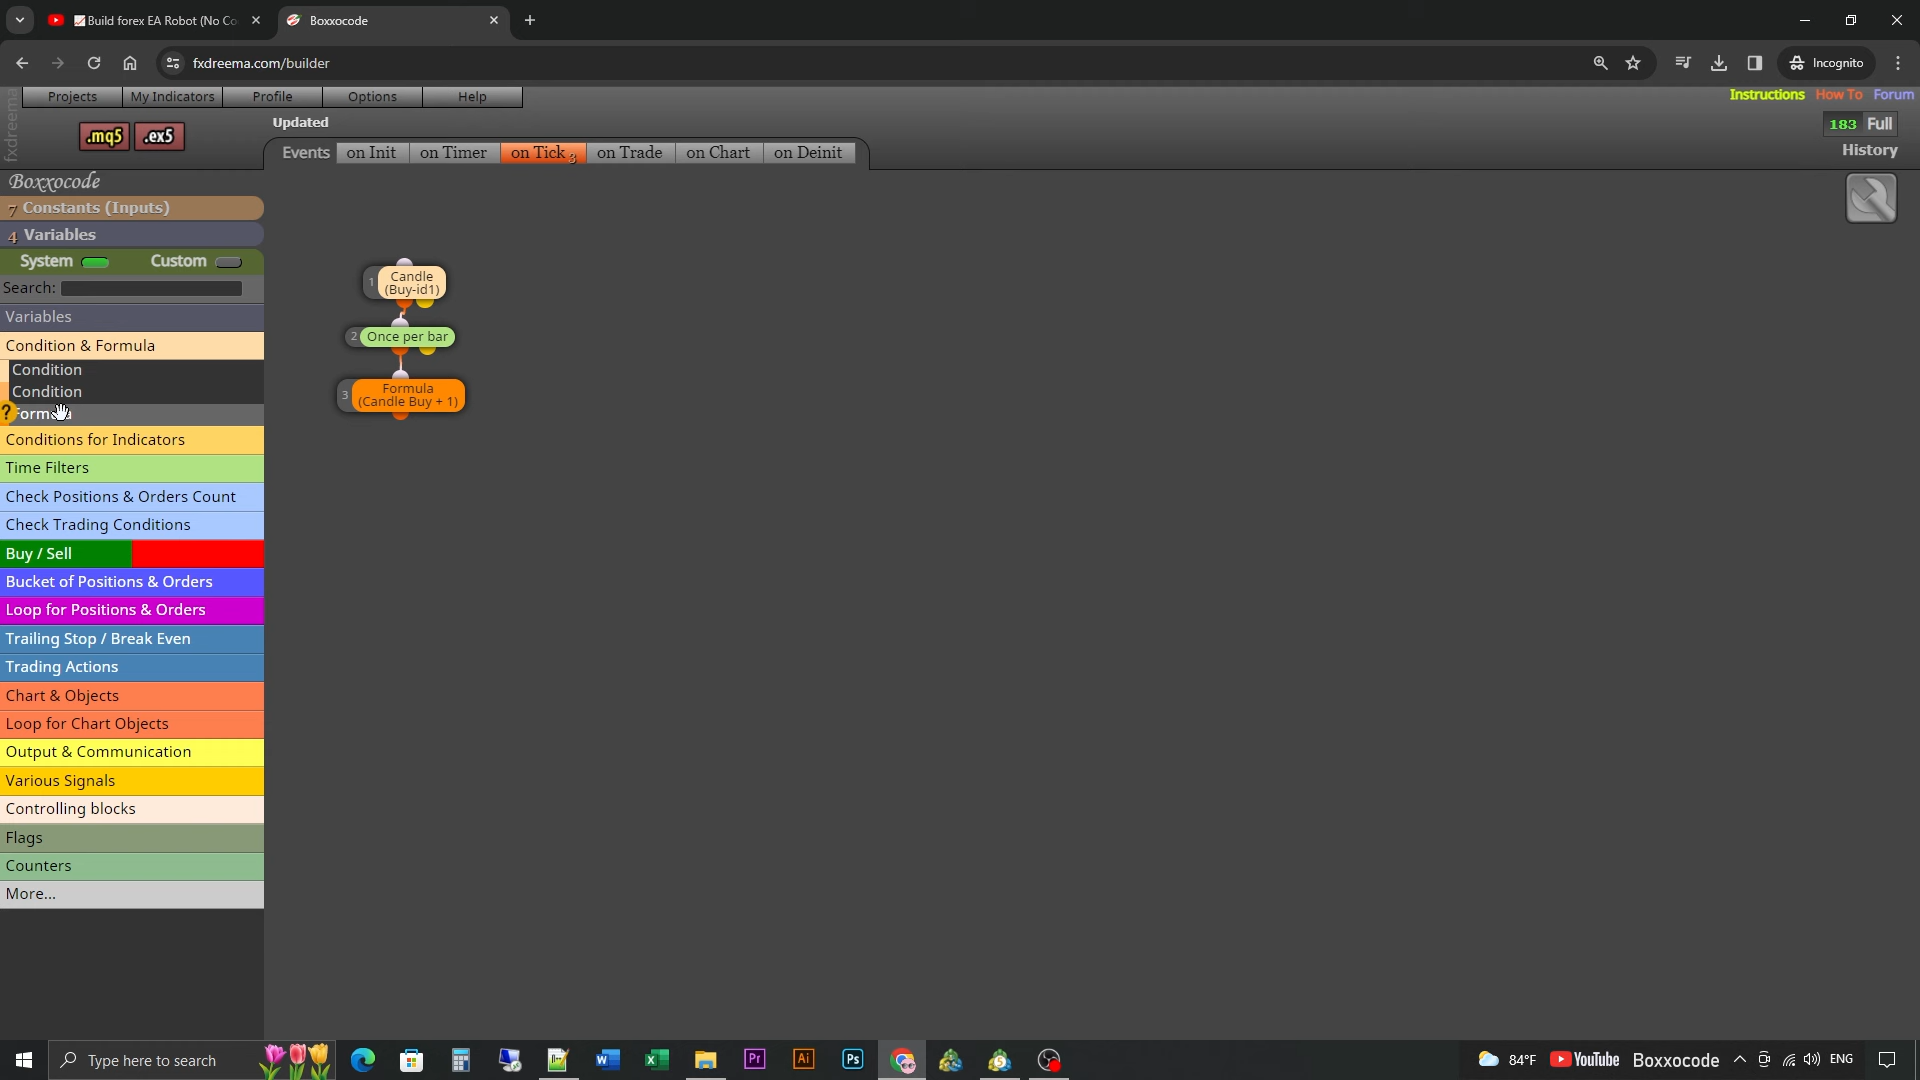 Build forex EA Robot (No Co
Boxxocode
fxdreema.com/builder
Incognito
Projects
My Indicators
Profile
Options
Help
Instructions
How To
Forum
fxdreema
.mq5
.ex5
Updated
183 Full
Events
on Init
on Timer
on Tick 3
on Trade
on Chart
on Deinit
History
Boxxocode
7 Constants (Inputs)
4 Variables
System
Custom
Search:
Variables
Condition & Formula
Condition
Condition
? Formula
Conditions for Indicators
Time Filters
Check Positions & Orders Count
Check Trading Conditions
Buy / Sell
Bucket of Positions & Orders
Loop for Positions & Orders
Trailing Stop / Break Even
Trading Actions
Chart & Objects
Loop for Chart Objects
Output & Communication
Various Signals
Controlling blocks
Flags
Counters
More...
1
Candle
(Buy-id1)
2
Once per bar
3
Formula
(Candle Buy + 1)
Type here to search
84°F
YouTube
Boxxocode
ENG